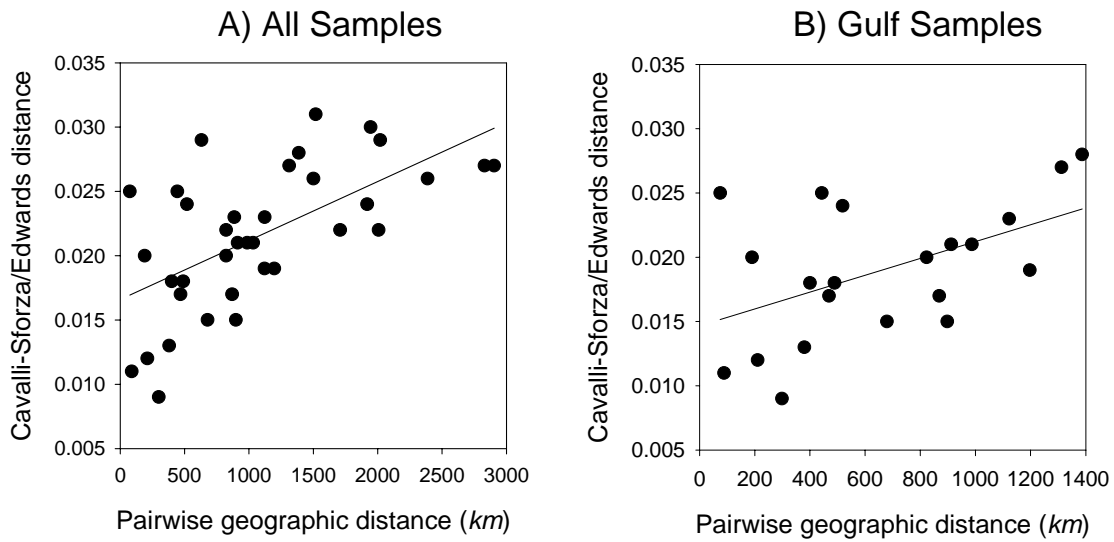 A) All Samples
Cavalli-Sforza/Edwards distance
0.035
0.030
0.025
0.020
0.015
0.010
0.005
0 500 1000 1500 2000 2500 3000
Pairwise geographic distance (km)
B) Gulf Samples
Cavalli-Sforza/Edwards distance
0.035
0.030
0.025
0.020
0.015
0.010
0.005
0 200 400 600 800 1000 1200 1400
Pairwise geographic distance (km)